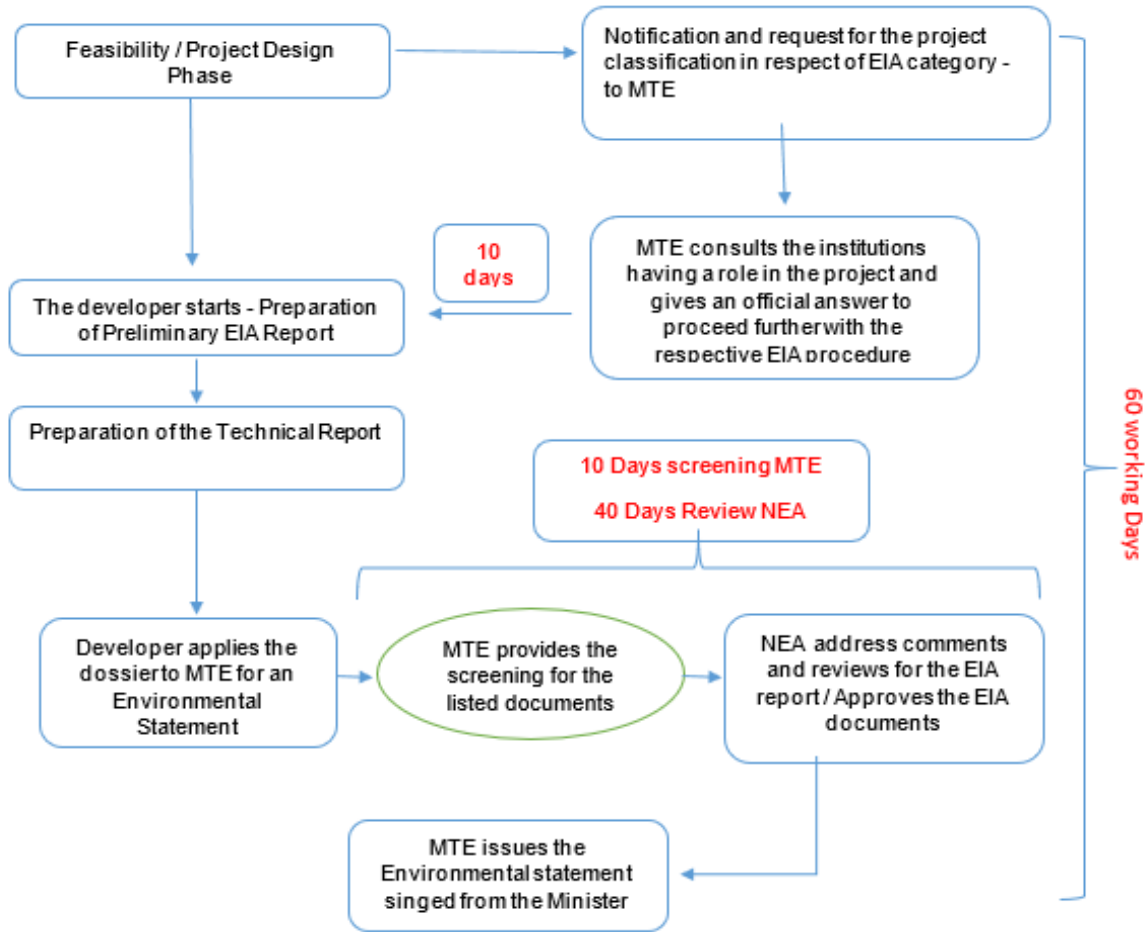 Feasibility / Project Design
Phase
Notification and request for the project
classification in respect of EIA category -
to MTE
MTE consults the institutions
having a role in the project and
gives an official answer to
proceed further with the
respective EIA procedure
10
days
The developer starts - Preparation
of Preliminary EIA Report
Preparation of the Technical Report
10 Days screening MTE
40 Days Review NEA
60 working Days
Developer applies the
dossier to MTE for an
Environmental
Statement
MTE provides the
screening for the
listed documents
NEA address comments
and reviews for the EIA
report / Approves the EIA
documents
MTE issues the
Environmental statement
singed from the Minister